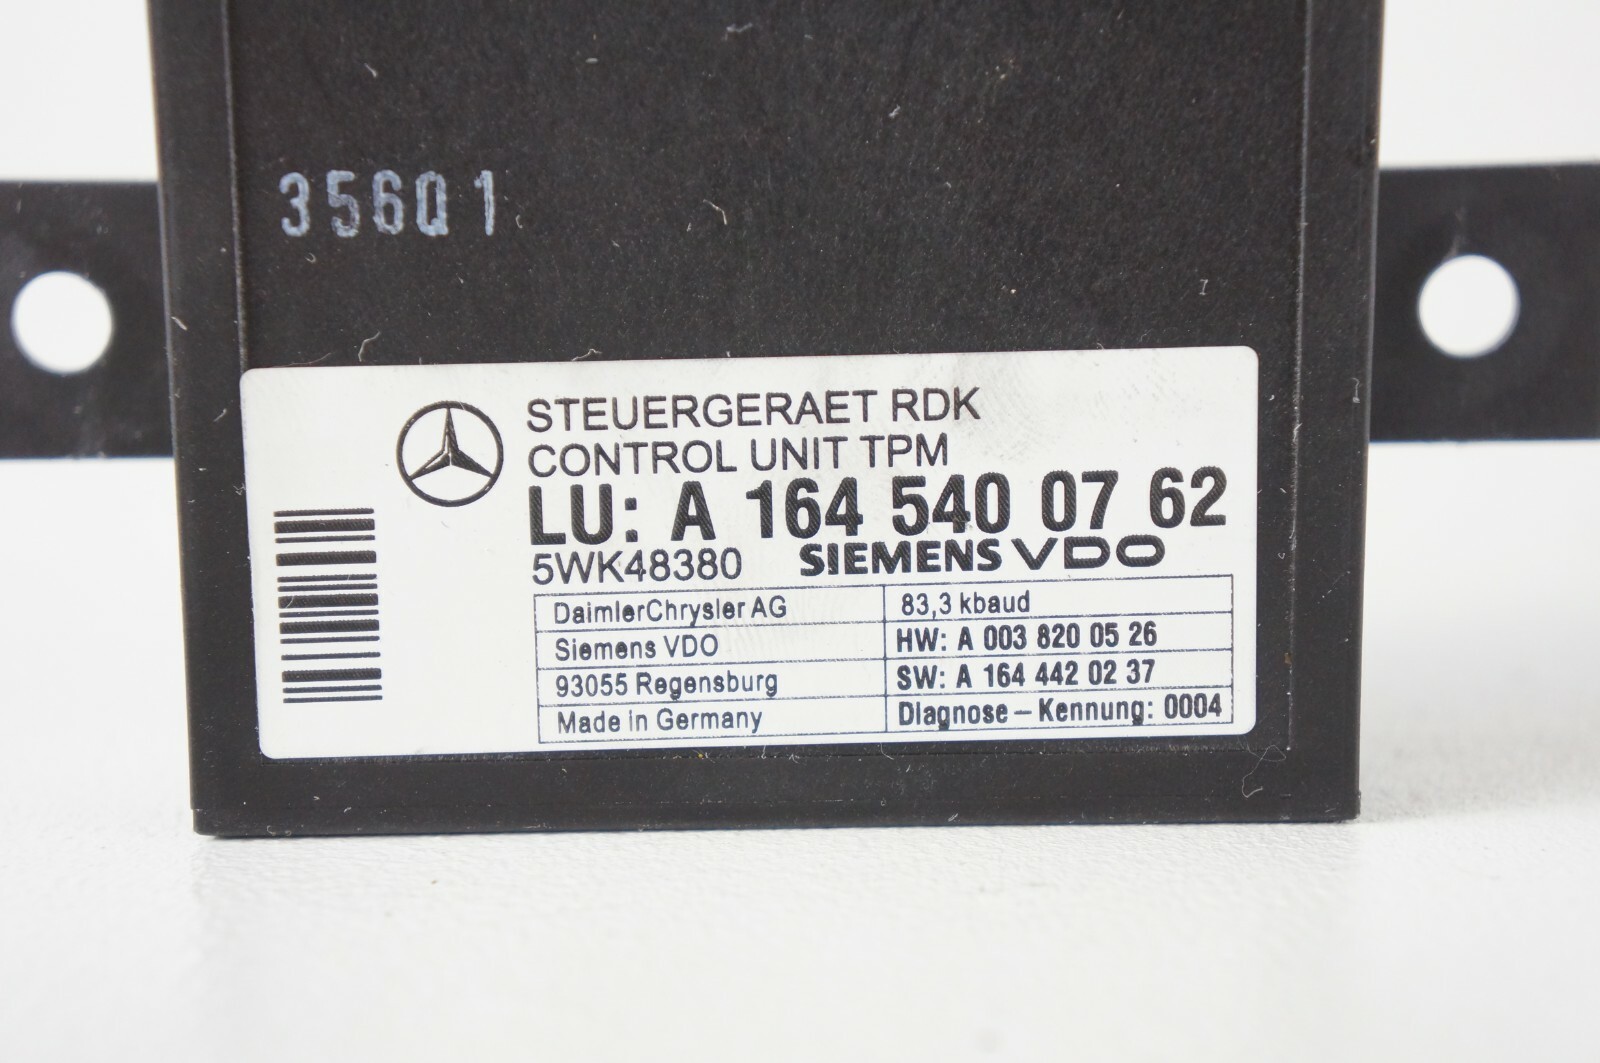 356Q1
STEUERGERAET RDK
CONTROL UNIT TPM
LU: A 164 540 07 62
5WK48380 SIEMENS VDO
DaimlerChrysler AG 83,3 kbaud
Siemens VDO HW: A 003 820 05 26
93055 Regensburg SW: A 164 442 02 37
Made in Germany Diagnose – Kennung: 0004